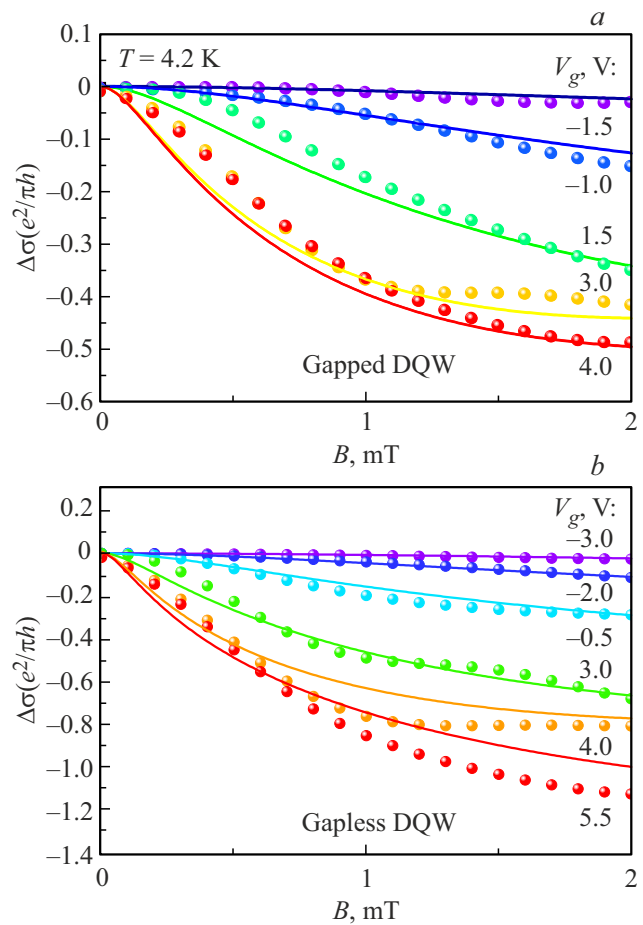 a
0.1
T = 4.2 K
V_g, V:
0
–1.5
–0.1
–1.0
–0.2
1.5
Δσ(e²/πh)
–0.3
3.0
–0.4
4.0
–0.5
Gapped DQW
–0.6
0 1 2
B, mT
b
0.2
V_g, V:
0
–3.0
–0.2
–2.0
–0.4
–0.5
Δσ(e²/πh)
–0.6
3.0
–0.8
4.0
–1.0
–1.2
Gapless DQW
5.5
–1.4
0 1 2
B, mT